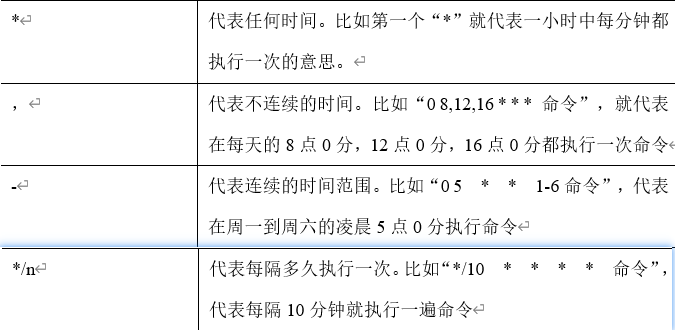 *↵
代表任何时间。比如第一个“*”就代表一小时中每分钟都
执行一次的意思。↵
，↵
代表不连续的时间。比如“0 8,12,16 * * * 命令”，就代表
在每天的 8 点 0 分，12 点 0 分，16 点 0 分都执行一次命令↵
-↵
代表连续的时间范围。比如“0 5 * * 1-6 命令”，代表
在周一到周六的凌晨 5 点 0 分执行命令↵
*/n↵
代表每隔多久执行一次。比如“*/10 * * * * 命令”，
代表每隔 10 分钟就执行一遍命令↵